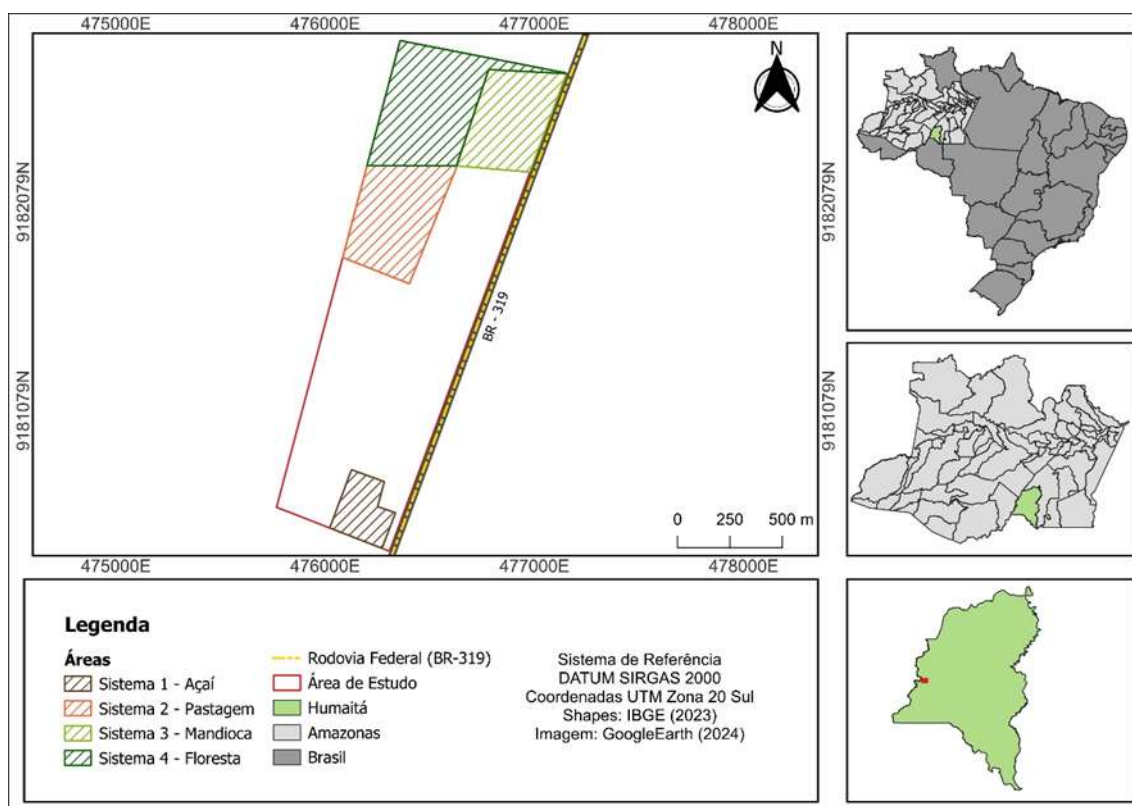 475000E 476000E 477000E 478000E
N
9182079N
9182079N
BR - 319
9181079N
9181079N
0 250 500 m
475000E 476000E 477000E 478000E
Legenda
Áreas
Sistema 1 - Açaí
Sistema 2 - Pastagem
Sistema 3 - Mandioca
Sistema 4 - Floresta
Rodovia Federal (BR-319)
Área de Estudo
Humaitá
Amazonas
Brasil
Sistema de Referência
DATUM SIRGAS 2000
Coordenadas UTM Zona 20 Sul
Shapes: IBGE (2023)
Imagem: GoogleEarth (2024)